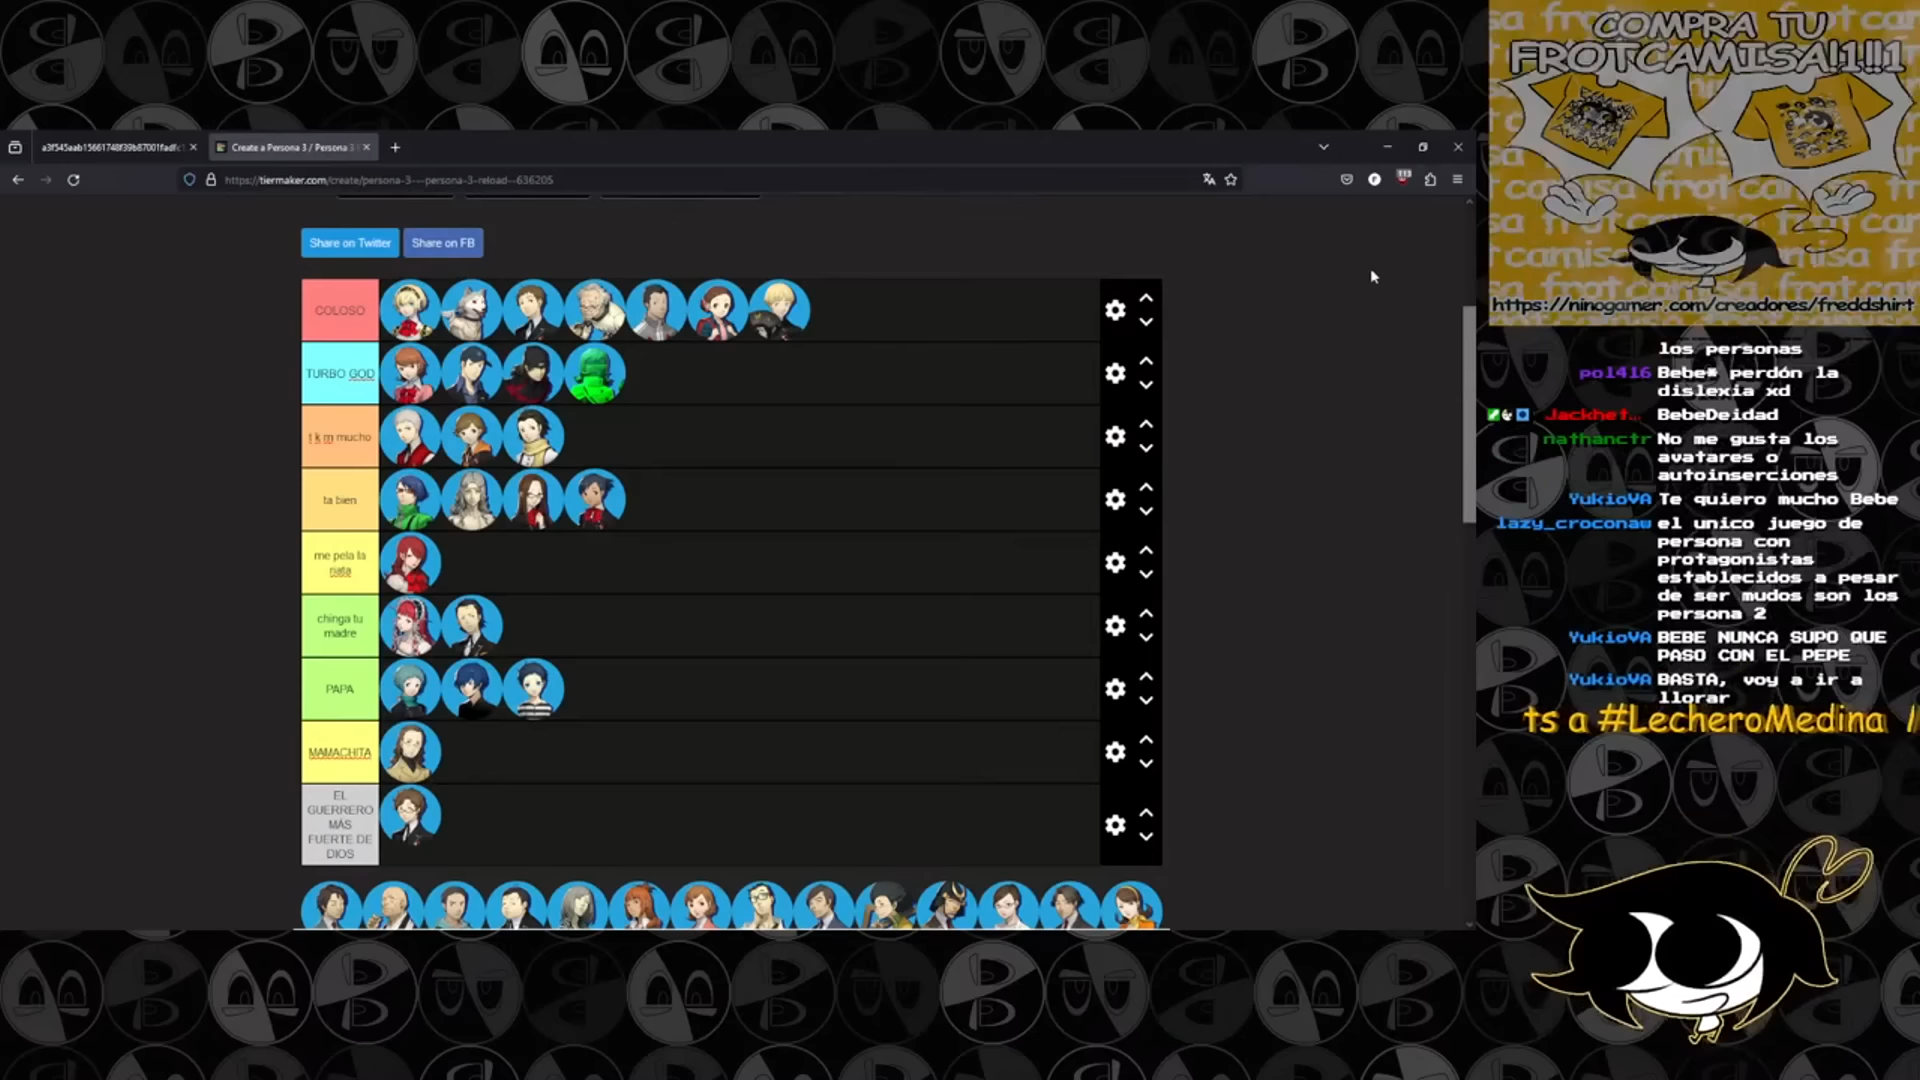 COMPRA TU
FROTCAMISA!1!!1
https://ninogamer.com/creadores/freddshirt
Create a Persona 3 / Persona 3
https://tiermaker.com/create/persona-3---persona-3-reload--636205
Share on Twitter
Share on FB
COLOSO
TURBO GOD
t k m mucho
ta bien
me pela la
riata
chinga tu
madre
PAPA
MAMACHITA
EL
GUERRERO
MÁS
FUERTE DE
DIOS
los personas
pol416 Bebe* perdón la
dislexia xd
Jackhet... BebeDeidad
nathanctr No me gusta los
avatares o
autoinserciones
YukioVA Te quiero mucho Bebe
lazy_croconaw el unico juego de
persona con
protagonistas
establecidos a pesar
de ser mudos son los
persona 2
YukioVA BEBE NUNCA SUPO QUE
PASO CON EL PEPE
YukioVA BASTA, voy a ir a
llorar
ts a #LecheroMedina